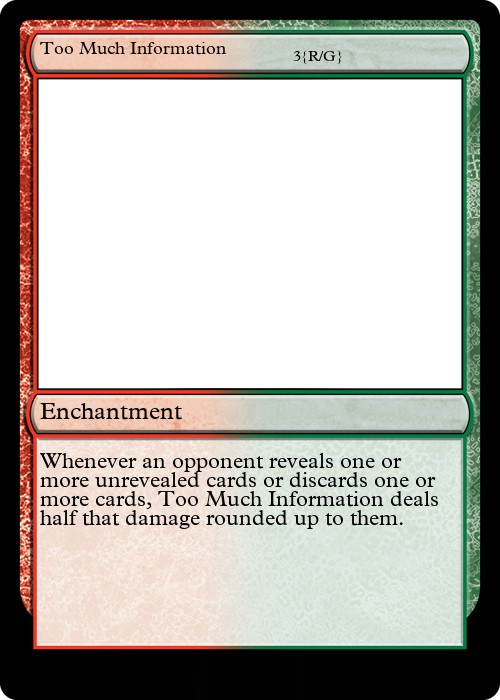 Too Much Information 3{R/G}
Enchantment
Whenever an opponent reveals one or
more unrevealed cards or discards one or
more cards, Too Much Information deals
half that damage rounded up to them.